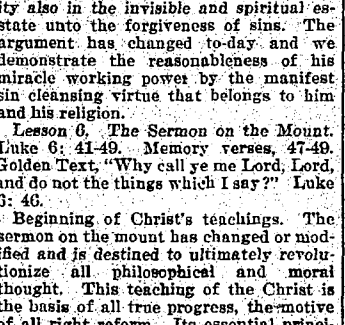 ity also in the invisible and spiritual es-
state unto the forgiveness of sins. The
argument has changed to-day and we
demonstrate the reasonableness of his
miracle working power by the manifest
sin cleansing virtue that belongs to him
and his religion.
Lesson 6, The Sermon on the Mount.
Luke 6: 41-49. Memory verses, 47-49.
Golden Text, "Why call ye me Lord, Lord,
and do not the things which I say?" Luke
6: 46.
Beginning of Christ's teachings. The
sermon on the mount has changed or mod-
ified and is destined to ultimately revolu-
tionize all philosophical and moral
thought. This teaching of the Christ is
the basis of all true progress, the motive
of all right reform. Its essential princi-